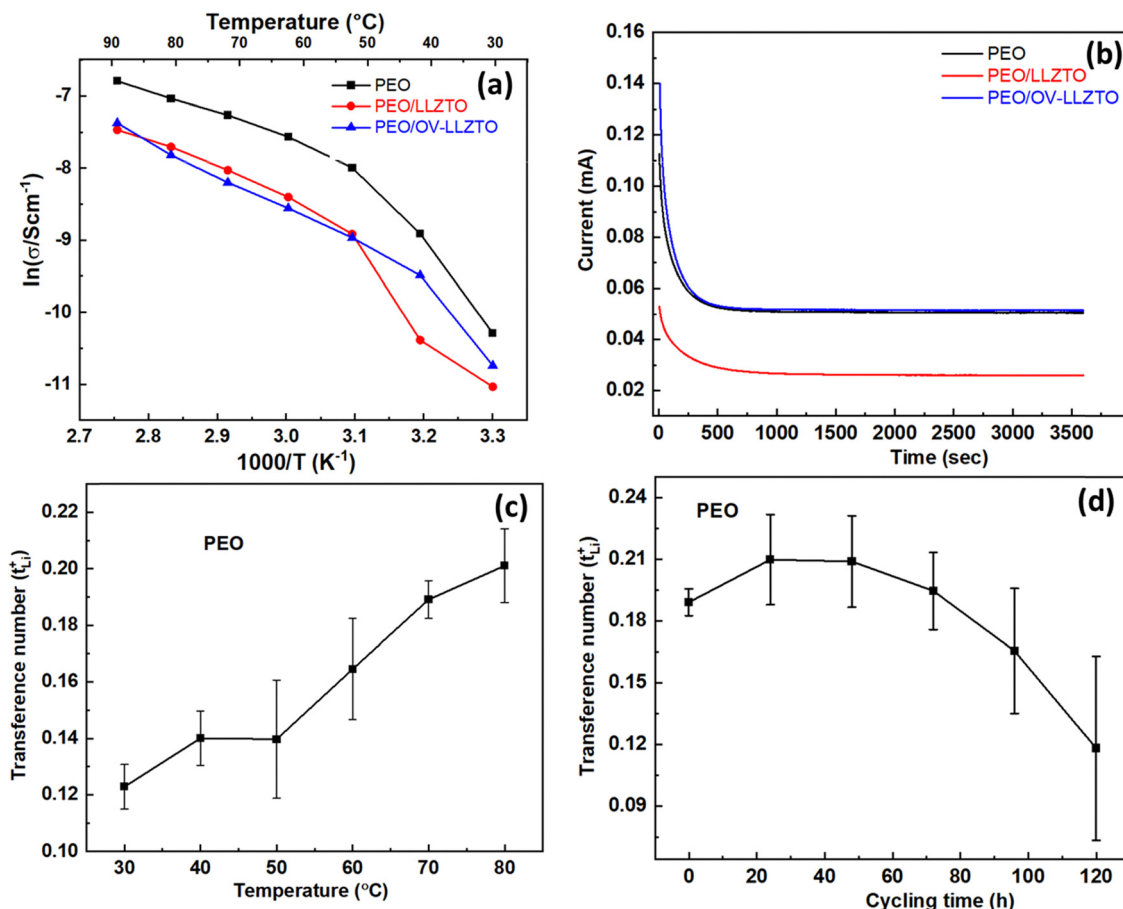 Temperature (°C)
90 80 70 60 50 40 30
(a)
PEO
PEO/LLZTO
PEO/OV-LLZTO
-7
-8
-9
-10
-11
ln(σ/Scm⁻¹)
2.7 2.8 2.9 3.0 3.1 3.2 3.3
1000/T (K⁻¹)
(b)
PEO
PEO/LLZTO
PEO/OV-LLZTO
0.16
0.14
0.12
0.10
0.08
0.06
0.04
0.02
Current (mA)
0 500 1000 1500 2000 2500 3000 3500
Time (sec)
(c)
PEO
0.22
0.20
0.18
0.16
0.14
0.12
0.10
Transference number (t⁺Li)
30 40 50 60 70 80
Temperature (°C)
(d)
PEO
0.24
0.21
0.18
0.15
0.12
0.09
Transference number (t⁺Li)
0 20 40 60 80 100 120
Cycling time (h)